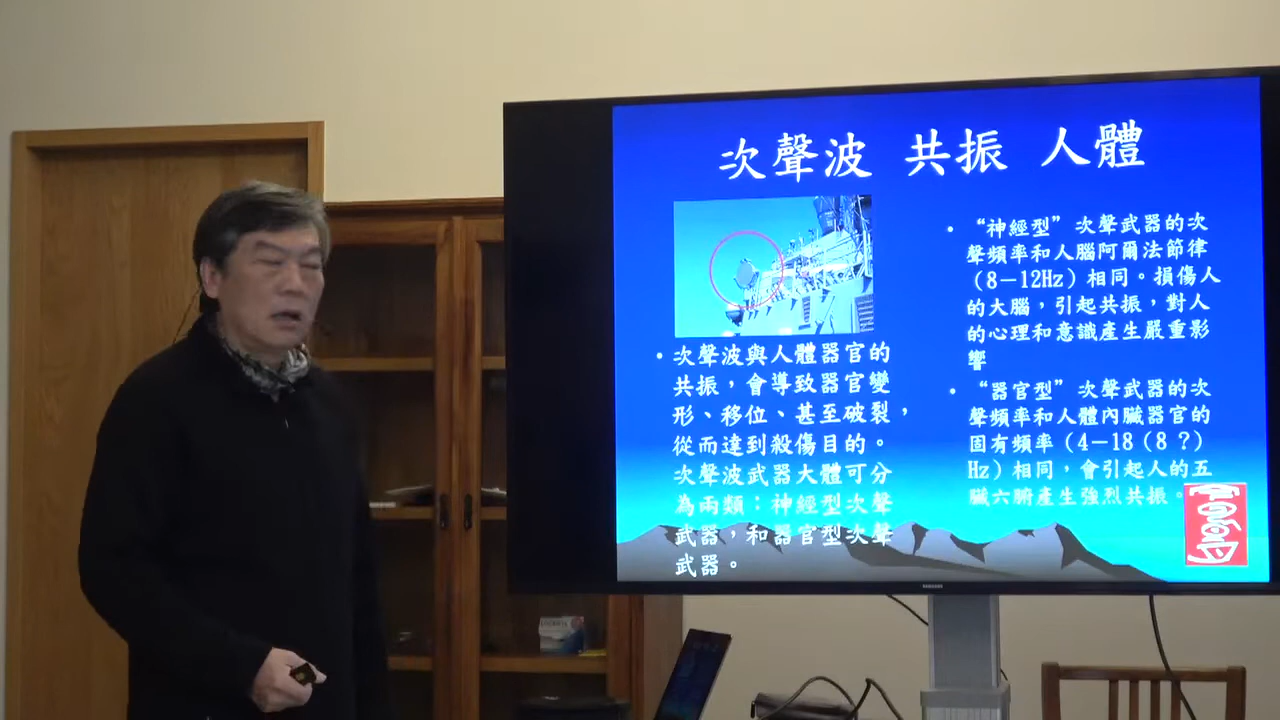 次聲波 共振 人體
• 次聲波與人體器官的
共振，會導致器官變
形、移位、甚至破裂，
從而達到殺傷目的。
次聲波武器大體可分
為兩類：神經型次聲
武器，和器官型次聲
武器。
• “神經型”次聲武器的次
聲頻率和人腦阿爾法節律
（8－12Hz）相同。損傷人
的大腦，引起共振，對人
的心理和意識產生嚴重影
響
• “器官型”次聲武器的次
聲頻率和人體內臟器官的
固有頻率（4－18（8？）
Hz）相同，會引起人的五
臟六腑產生強烈共振。
SAMSUNG